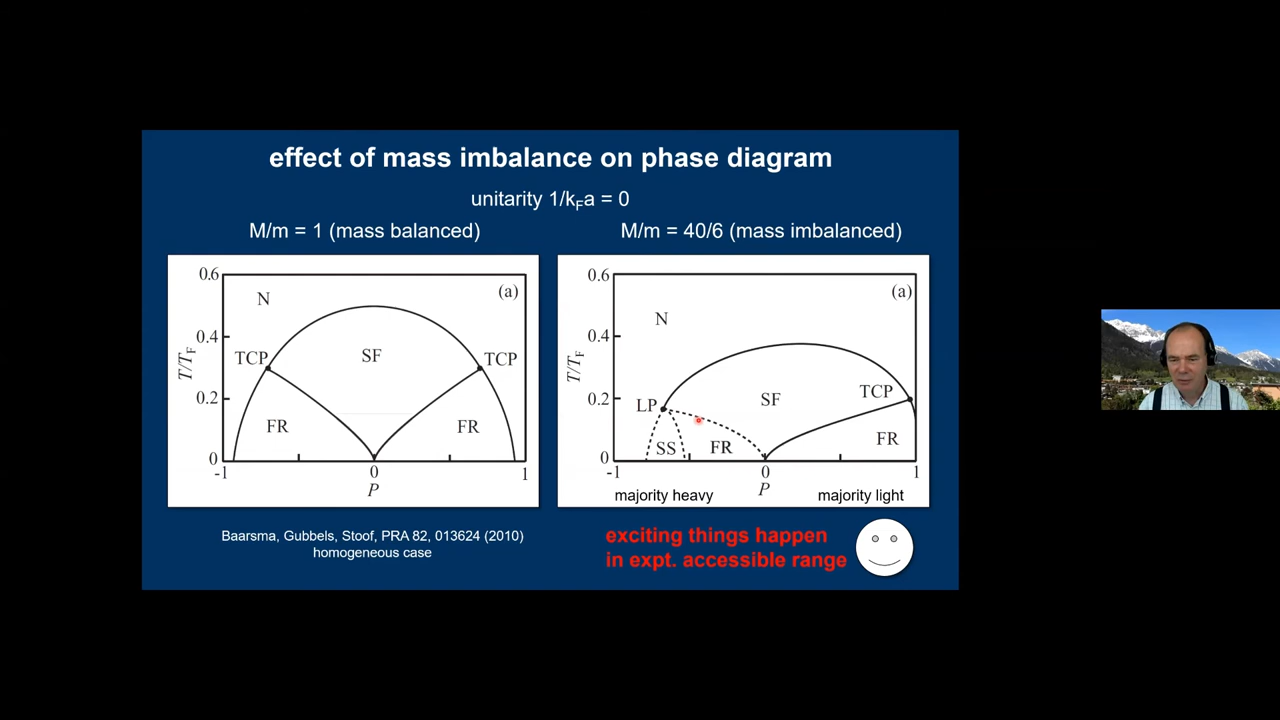 effect of mass imbalance on phase diagram
unitarity 1/kFa = 0
M/m = 1 (mass balanced)
M/m = 40/6 (mass imbalanced)
0.6
0.4
0.2
0
T/TF
N
(a)
TCP
SF
TCP
FR
FR
-1
0
1
P
0.6
0.4
0.2
0
T/TF
N
(a)
LP
SF
TCP
SS
FR
FR
-1
0
1
P
majority heavy
majority light
Baarsma, Gubbels, Stoof, PRA 82, 013624 (2010)
homogeneous case
exciting things happen
in expt. accessible range